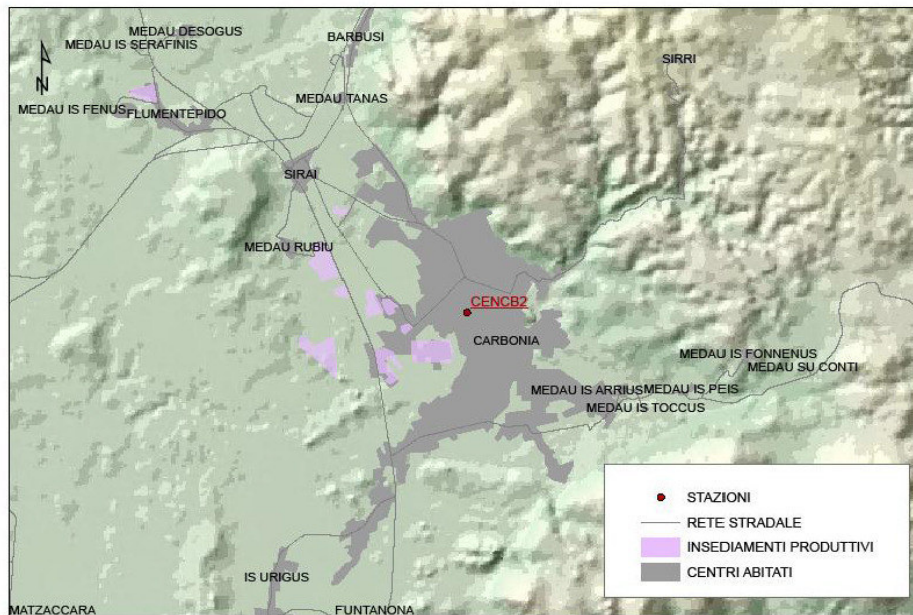 MEDAU DESOGUS
BARBUSI
MEDAU IS SERAFINIS
N
SIRRI
MEDAU TANAS
MEDAU IS FENUS
FLUMENTEPIDO
SIRAI
MEDAU RUBIU
CENCB2
CARBONIA
MEDAU IS FONNENUS
MEDAU SU CONTI
MEDAU IS ARRIUS
MEDAU IS PEIS
MEDAU IS TOCCUS
STAZIONI
RETE STRADALE
INSEDIAMENTI PRODUTTIVI
CENTRI ABITATI
IS URIGUS
MATZACCARA
FUNTANONA